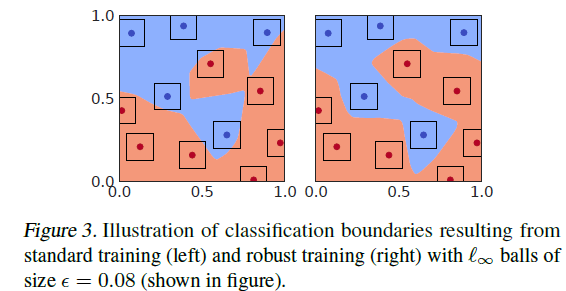 1.0
0.5
0.0
0.0 0.5 1.0 0.0 0.5 1.0
Figure 3. Illustration of classification boundaries resulting from
standard training (left) and robust training (right) with ℓ∞ balls of
size ϵ = 0.08 (shown in figure).